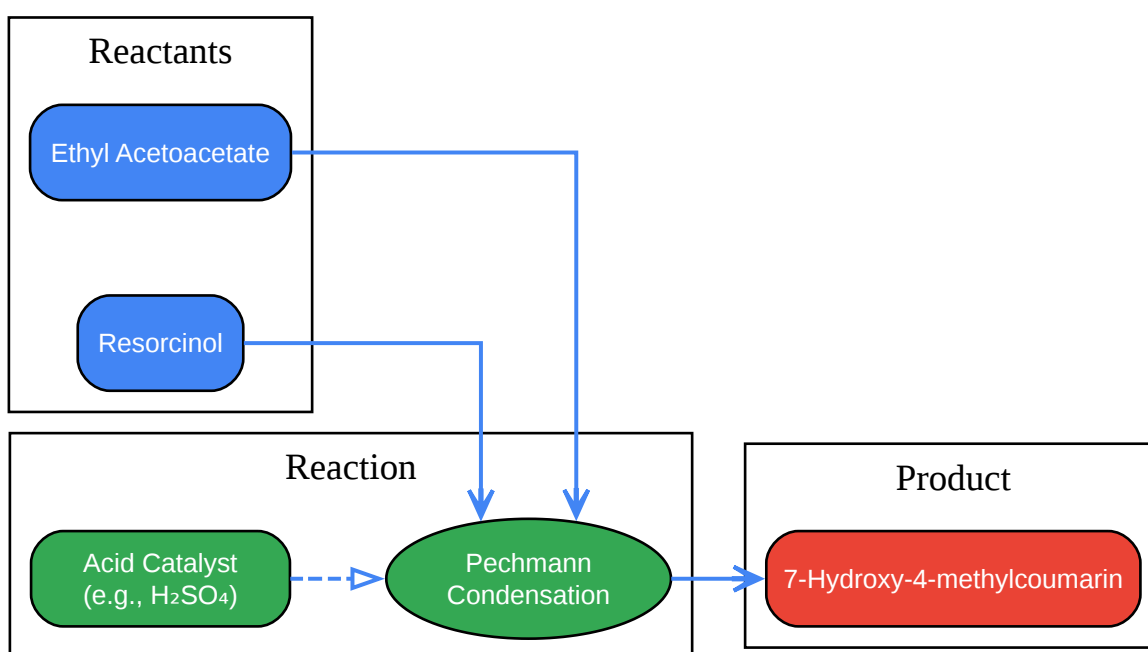 Reactants
Ethyl Acetoacetate
Resorcinol
Reaction
Acid Catalyst
(e.g., H₂SO₄)
Pechmann
Condensation
Product
7-Hydroxy-4-methylcoumarin